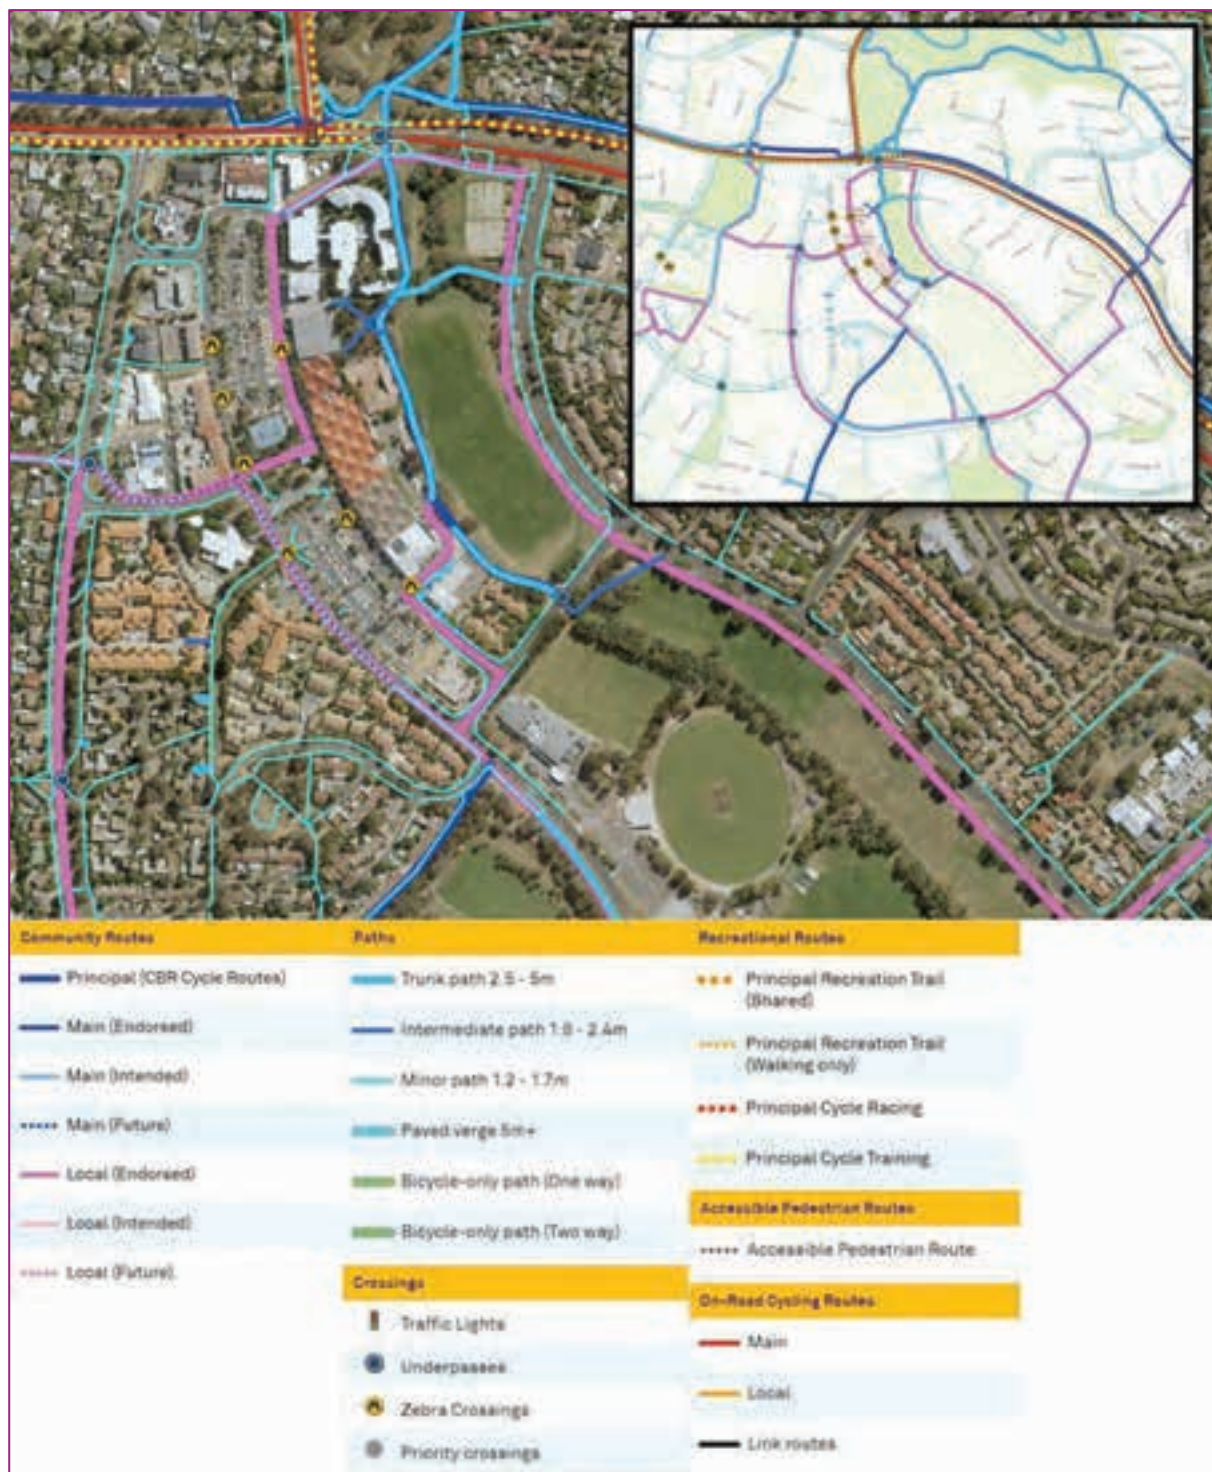 Community Routes
Principal (CBR Cycle Routes)
Main (Endorsed)
Main (Intended)
Main (Future)
Local (Endorsed)
Local (Intended)
Local (Future)
Paths
Trunk path 2.5 - 5m
Intermediate path 1.8 - 2.4m
Minor path 1.2 - 1.7m
Paved verge 5m+
Bicycle-only path (One way)
Bicycle-only path (Two way)
Crossings
Traffic Lights
Underpasses
Zebra Crossings
Priority crossings
Recreational Routes
Principal Recreation Trail
(Shared)
Principal Recreation Trail
(Walking only)
Principal Cycle Racing
Principal Cycle Training
Accessible Pedestrian Routes
Accessible Pedestrian Route
On-Road Cycling Routes
Main
Local
Link routes